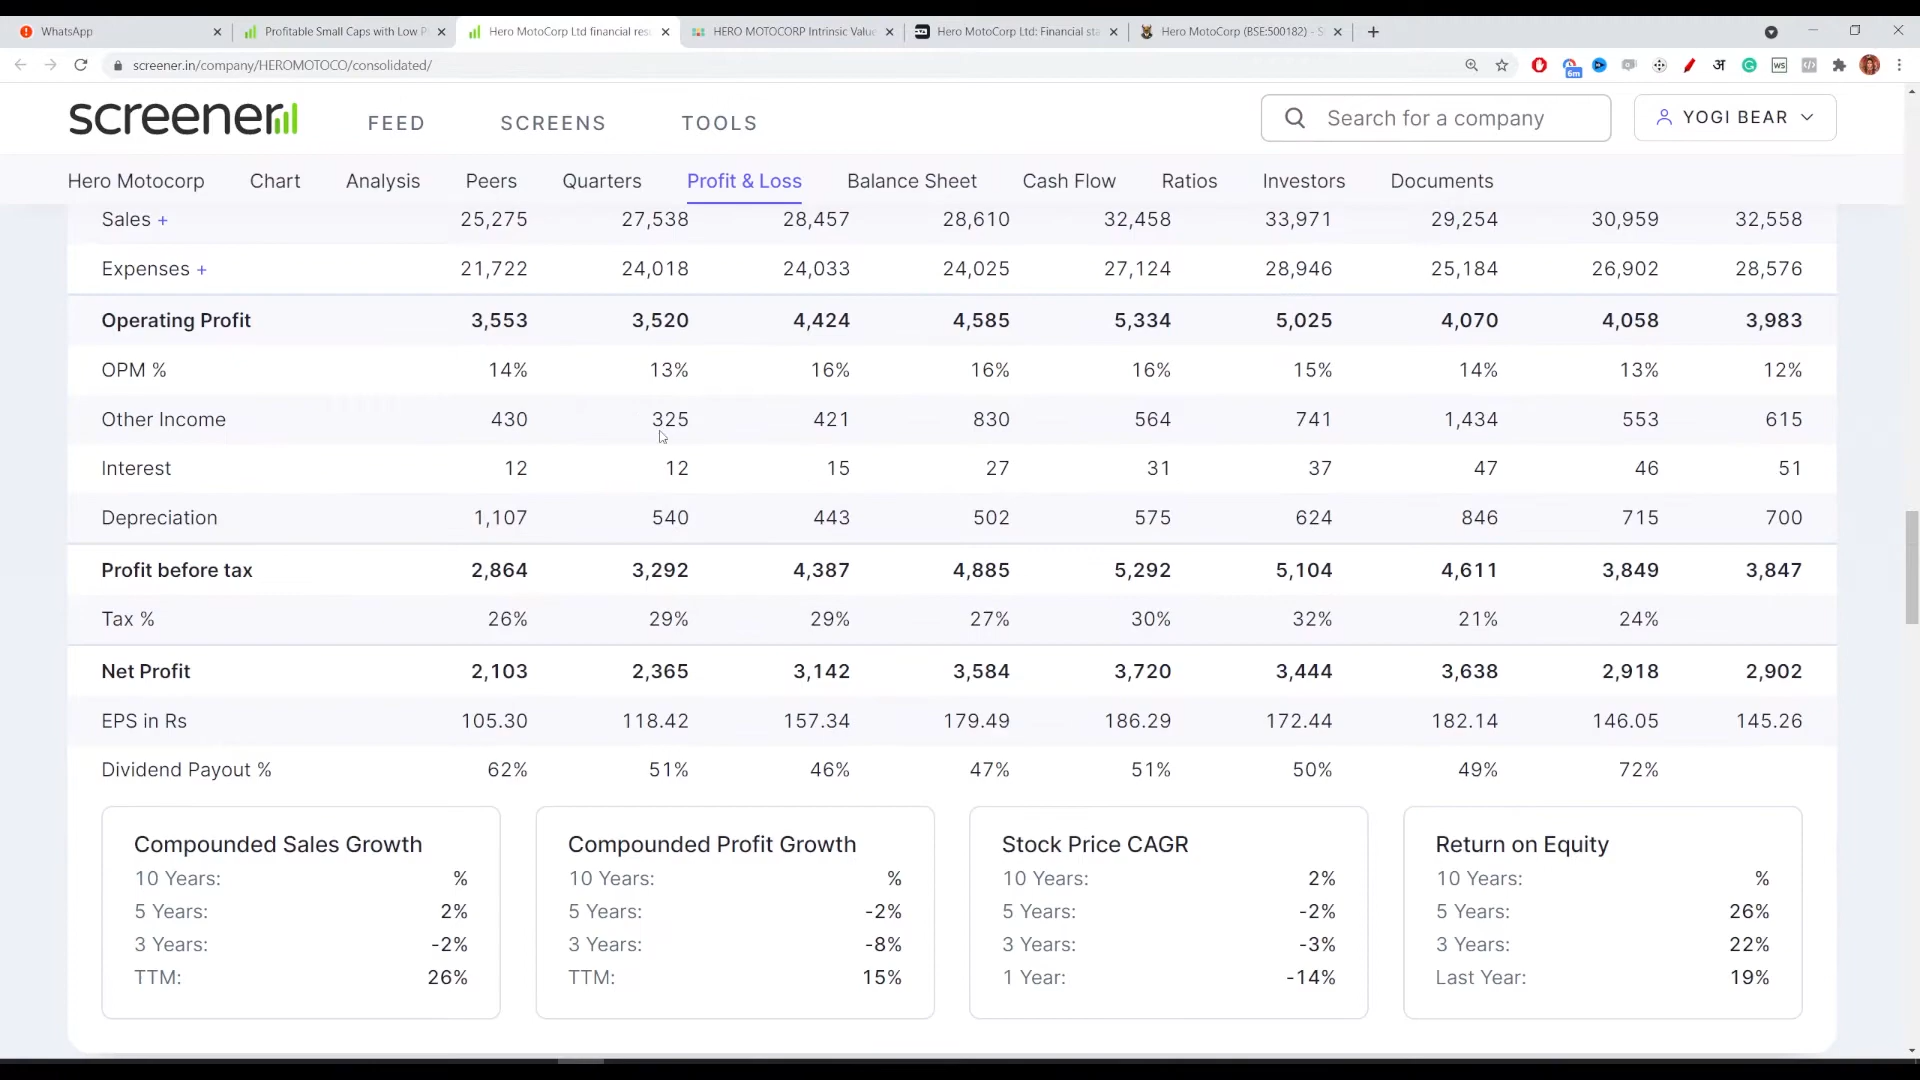 WhatsApp
Profitable Small Caps with Low P
Hero MotoCorp Ltd financial res
HERO MOTOCORP Intrinsic Value
Hero MotoCorp Ltd: Financial sta
Hero MotoCorp (BSE:500182) - S
screener.in/company/HEROMOTOCO/consolidated/
6m
अ
WS
screener
FEED
SCREENS
TOOLS
Search for a company
YOGI BEAR
Hero Motocorp Chart Analysis Peers Quarters Profit & Loss Balance Sheet Cash Flow Ratios Investors Documents
Sales + 25,275 27,538 28,457 28,610 32,458 33,971 29,254 30,959 32,558
Expenses + 21,722 24,018 24,033 24,025 27,124 28,946 25,184 26,902 28,576
Operating Profit 3,553 3,520 4,424 4,585 5,334 5,025 4,070 4,058 3,983
OPM % 14% 13% 16% 16% 16% 15% 14% 13% 12%
Other Income 430 325 421 830 564 741 1,434 553 615
Interest 12 12 15 27 31 37 47 46 51
Depreciation 1,107 540 443 502 575 624 846 715 700
Profit before tax 2,864 3,292 4,387 4,885 5,292 5,104 4,611 3,849 3,847
Tax % 26% 29% 29% 27% 30% 32% 21% 24%
Net Profit 2,103 2,365 3,142 3,584 3,720 3,444 3,638 2,918 2,902
EPS in Rs 105.30 118.42 157.34 179.49 186.29 172.44 182.14 146.05 145.26
Dividend Payout % 62% 51% 46% 47% 51% 50% 49% 72%
Compounded Sales Growth
10 Years: %
5 Years: 2%
3 Years: -2%
TTM: 26%
Compounded Profit Growth
10 Years: %
5 Years: -2%
3 Years: -8%
TTM: 15%
Stock Price CAGR
10 Years: 2%
5 Years: -2%
3 Years: -3%
1 Year: -14%
Return on Equity
10 Years: %
5 Years: 26%
3 Years: 22%
Last Year: 19%